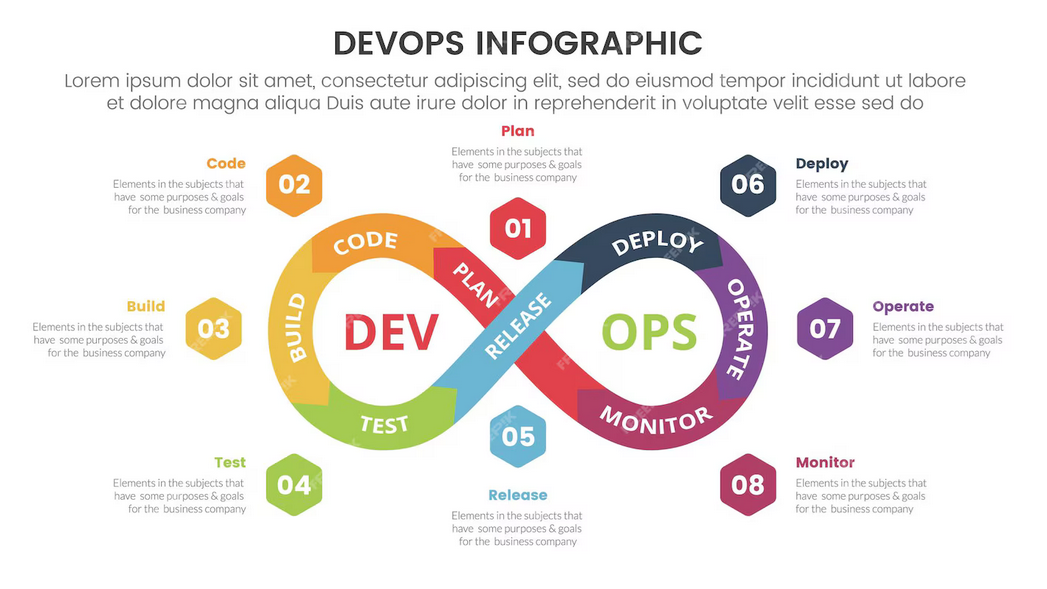 DEVOPS INFOGRAPHIC
Lorem ipsum dolor sit amet, consectetur adipiscing elit, sed do eiusmod tempor incididunt ut labore
et dolore magna aliqua Duis aute irure dolor in reprehenderit in voluptate velit esse sed do
Plan
Elements in the subjects that
have some purposes & goals
for the business company
01
Code
Elements in the subjects that
have some purposes & goals
for the business company
02
Build
Elements in the subjects that
have some purposes & goals
for the business company
03
Test
Elements in the subjects that
have some purposes & goals
for the business company
04
05
Release
Elements in the subjects that
have some purposes & goals
for the business company
06
Deploy
Elements in the subjects that
have some purposes & goals
for the business company
07
Operate
Elements in the subjects that
have some purposes & goals
for the business company
08
Monitor
Elements in the subjects that
have some purposes & goals
for the business company
CODE
PLAN
BUILD
DEV
TEST
RELEASE
DEPLOY
OPS
OPERATE
MONITOR